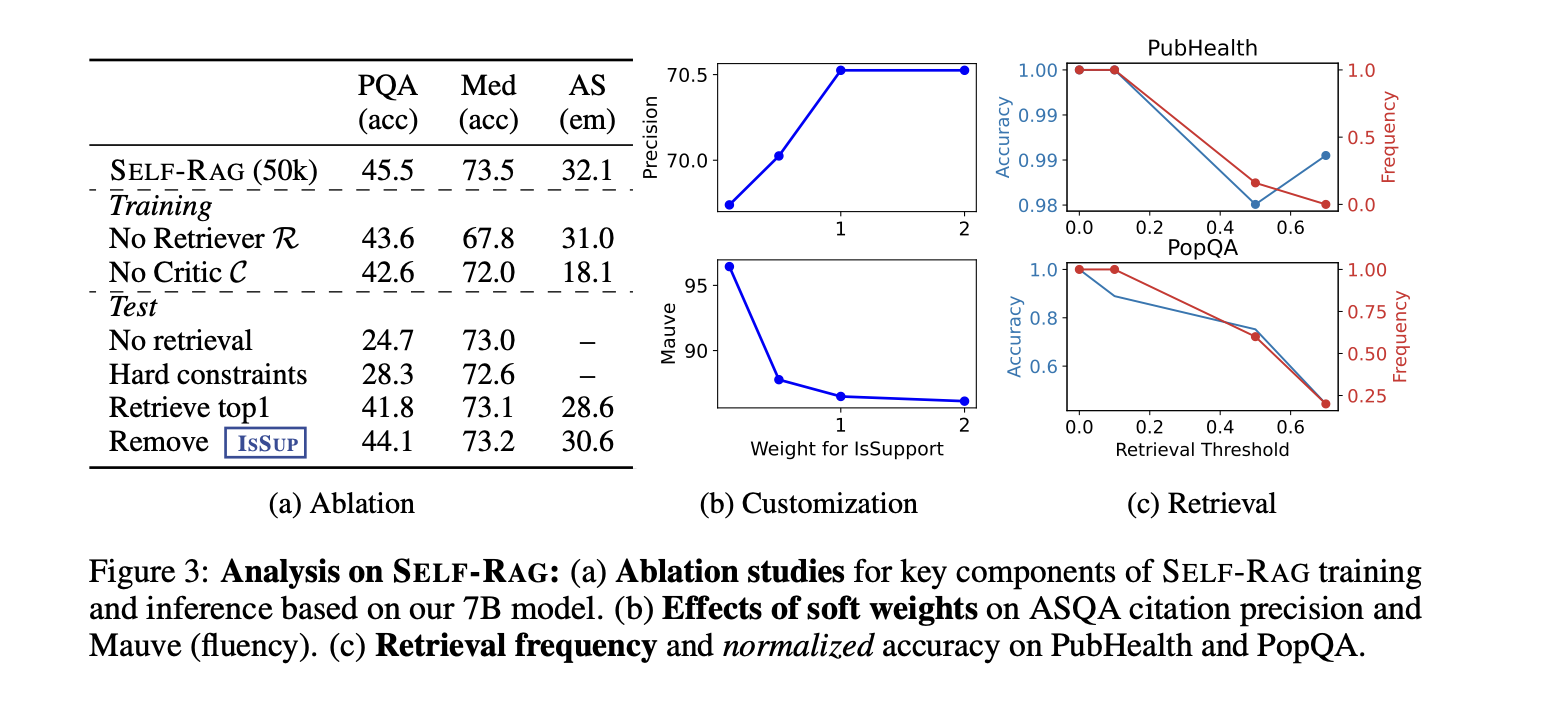 PQA Med AS
(acc) (acc) (em)
SELF-RAG (50k) 45.5 73.5 32.1
Training
No Retriever R 43.6 67.8 31.0
No Critic C 42.6 72.0 18.1
Test
No retrieval 24.7 73.0 –
Hard constraints 28.3 72.6 –
Retrieve top1 41.8 73.1 28.6
Remove ISSUP 44.1 73.2 30.6
(a) Ablation
70.5
70.0
Precision
1 2
95
90
Mauve
1 2
Weight for IsSupport
(b) Customization
PubHealth
1.00
0.99
0.99
0.98
Accuracy
1.0
0.5
0.0
Frequency
0.0 0.2 0.4 0.6
PopQA
1.0
0.8
0.6
Accuracy
1.00
0.75
0.50
0.25
Frequency
0.0 0.2 0.4 0.6
Retrieval Threshold
(c) Retrieval
Figure 3: Analysis on SELF-RAG: (a) Ablation studies for key components of SELF-RAG training
and inference based on our 7B model. (b) Effects of soft weights on ASQA citation precision and
Mauve (fluency). (c) Retrieval frequency and normalized accuracy on PubHealth and PopQA.